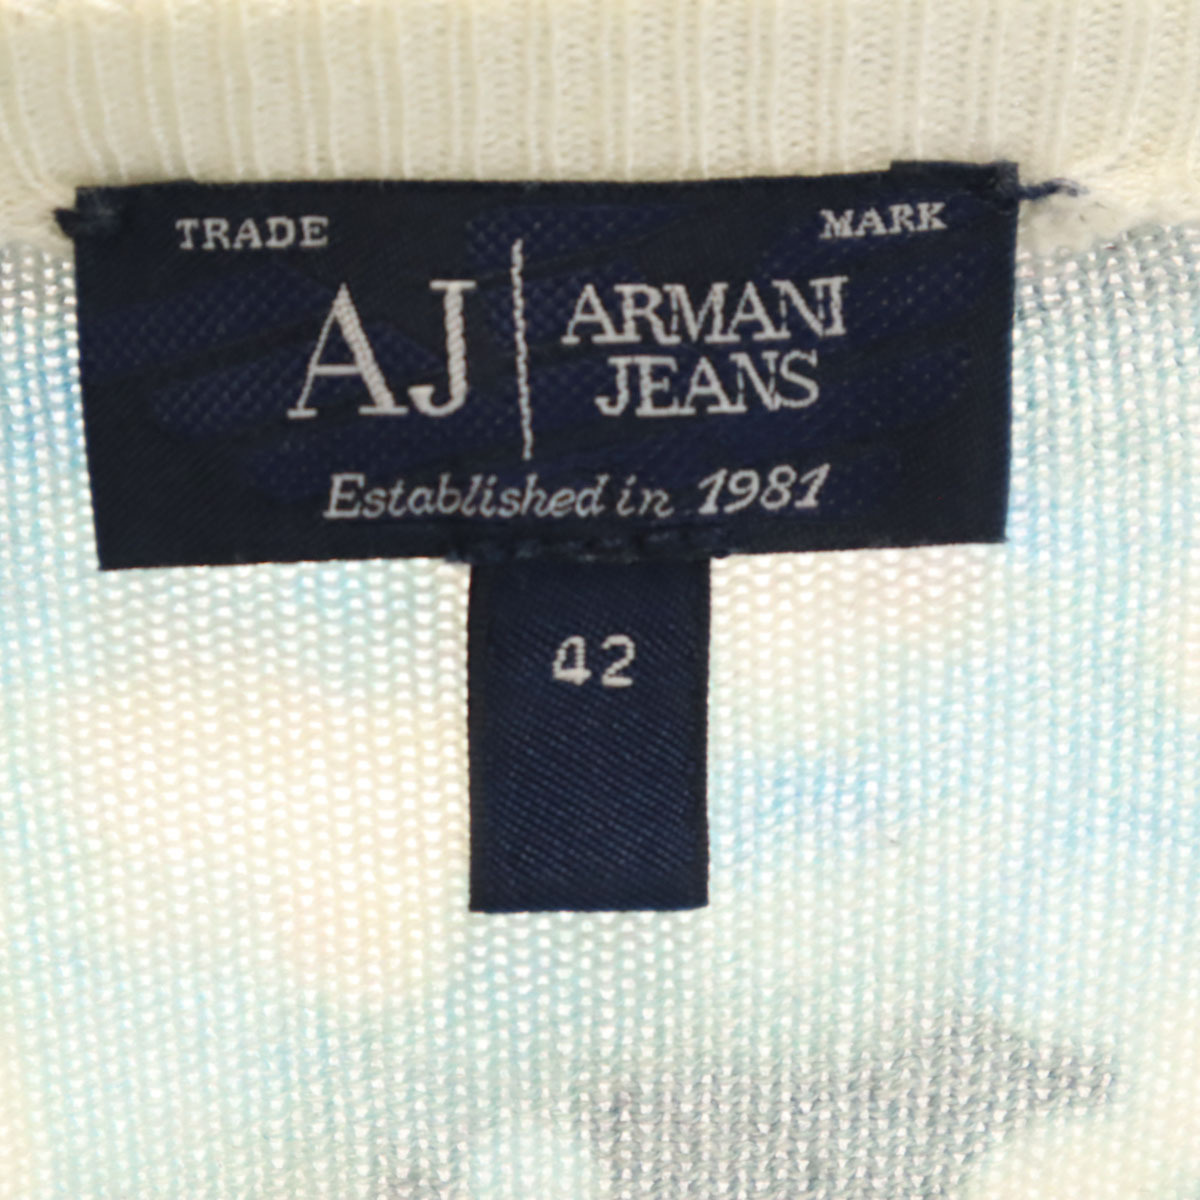 TRADE MARK
AJ ARMANI
JEANS
Established in 1981
42